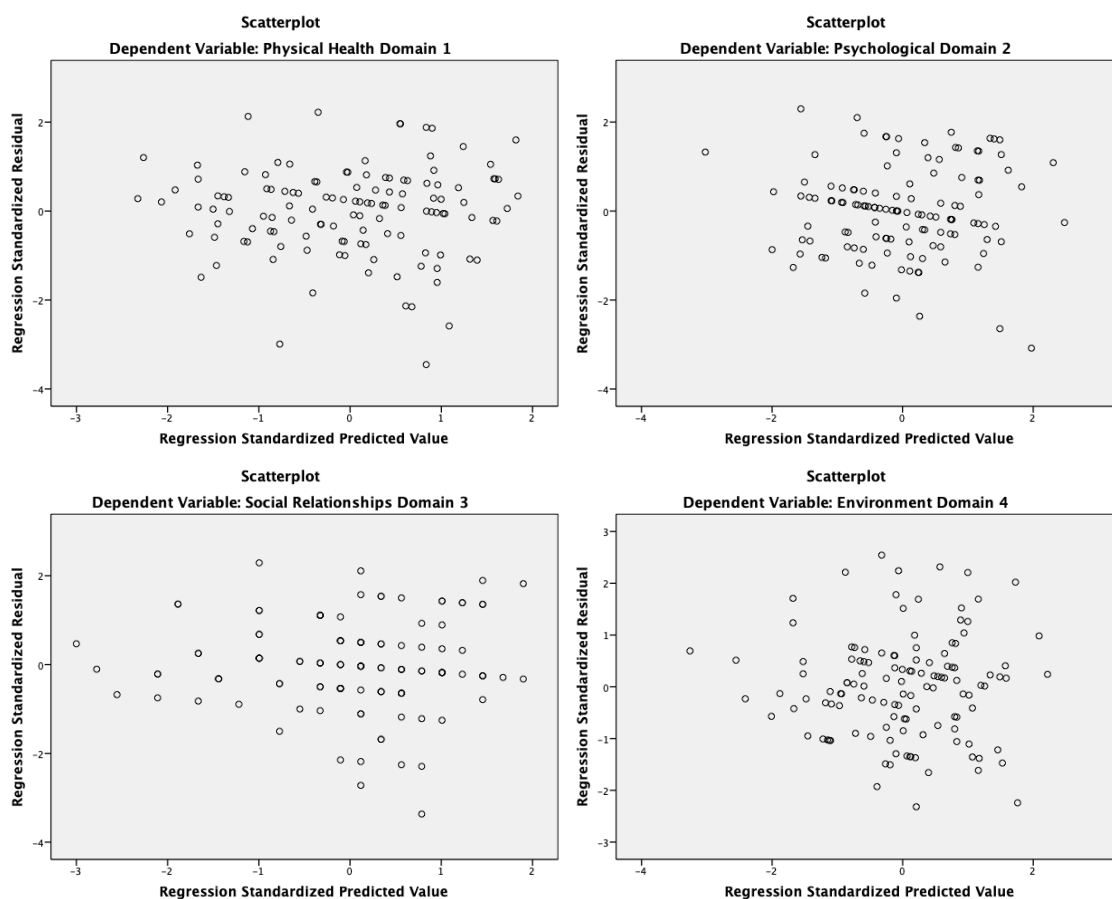 Scatterplot
Dependent Variable: Physical Health Domain 1
Regression Standardized Residual
2
0
−2
−4
−3
−2
−1
0
1
2
Regression Standardized Predicted Value
Scatterplot
Dependent Variable: Psychological Domain 2
Regression Standardized Residual
2
0
−2
−4
−4
−2
0
2
Regression Standardized Predicted Value
Scatterplot
Dependent Variable: Social Relationships Domain 3
Regression Standardized Residual
2
0
−2
−4
−3
−2
−1
0
1
2
Regression Standardized Predicted Value
Scatterplot
Dependent Variable: Environment Domain 4
Regression Standardized Residual
3
2
1
0
−1
−2
−3
−4
−2
0
2
Regression Standardized Predicted Value